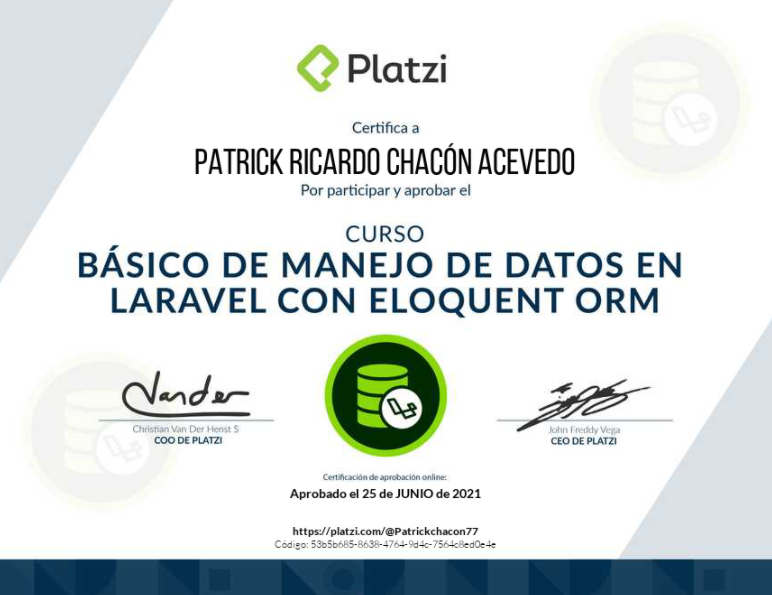 Platzi
Certifica a
PATRICK RICARDO CHACÓN ACEVEDO
Por participar y aprobar el
CURSO
BÁSICO DE MANEJO DE DATOS EN
LARAVEL CON ELOQUENT ORM
Vander
Christian Van Der Henst S
COO DE PLATZI
John Freddy Vega
CEO DE PLATZI
Certificación de aprobación online:
Aprobado el 25 de JUNIO de 2021
https://platzi.com/@Patrickchacon77
Código: 53b5b685-8638-4764-9d4c-7564c8ed0e4e